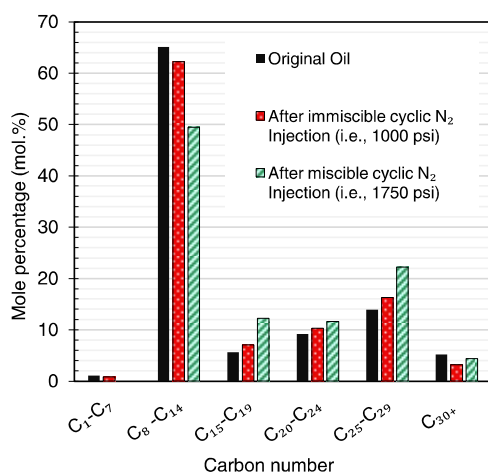 70
60
50
40
30
20
10
0
Mole percentage (mol.%)
Original Oil
After immiscible cyclic N₂
Injection (i.e., 1000 psi)
After miscible cyclic N₂
Injection (i.e., 1750 psi)
C₁-C₇
C₈-C₁₄
C₁₅-C₁₉
C₂₀-C₂₄
C₂₅-C₂₉
C₃₀₊
Carbon number